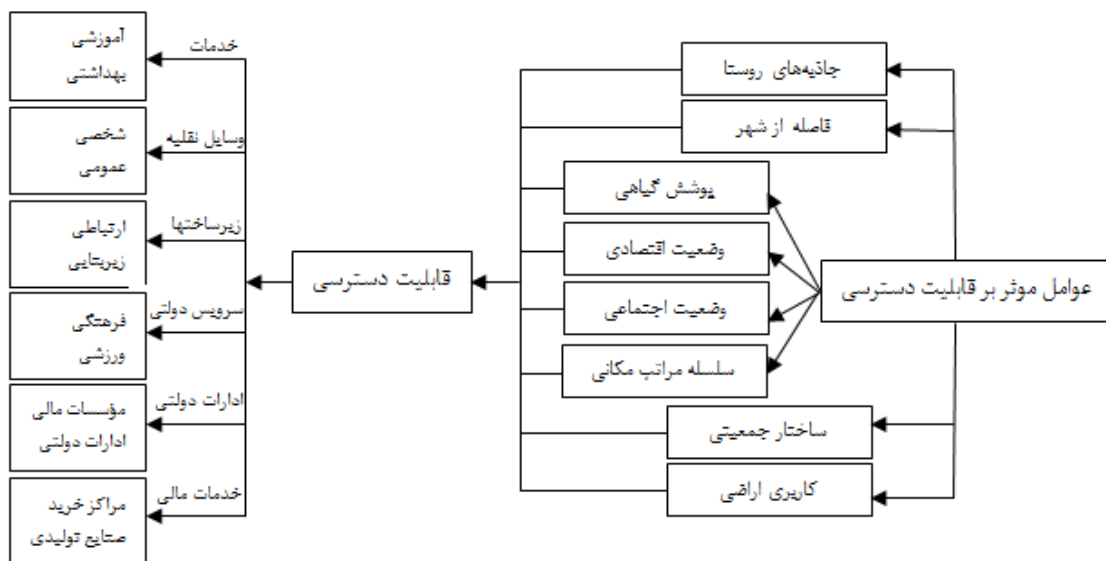 عوامل موثر بر قابلیت دسترسی
جاذبه‌های روستا
فاصله از شهر
پوشش گیاهی
وضعیت اقتصادی
وضعیت اجتماعی
سلسله مراتب مکانی
ساختار جمعیتی
کاربری اراضی
قابلیت دسترسی
خدمات
آموزشی
بهداشتی
وسایل نقلیه
شخصی
عمومی
زیرساختها
ارتباطی
زیربنایی
سرویس دولتی
فرهنگی
ورزشی
ادارات دولتی
مؤسسات مالی
ادارات دولتی
خدمات مالی
مراکز خرید
صنایع تولیدی